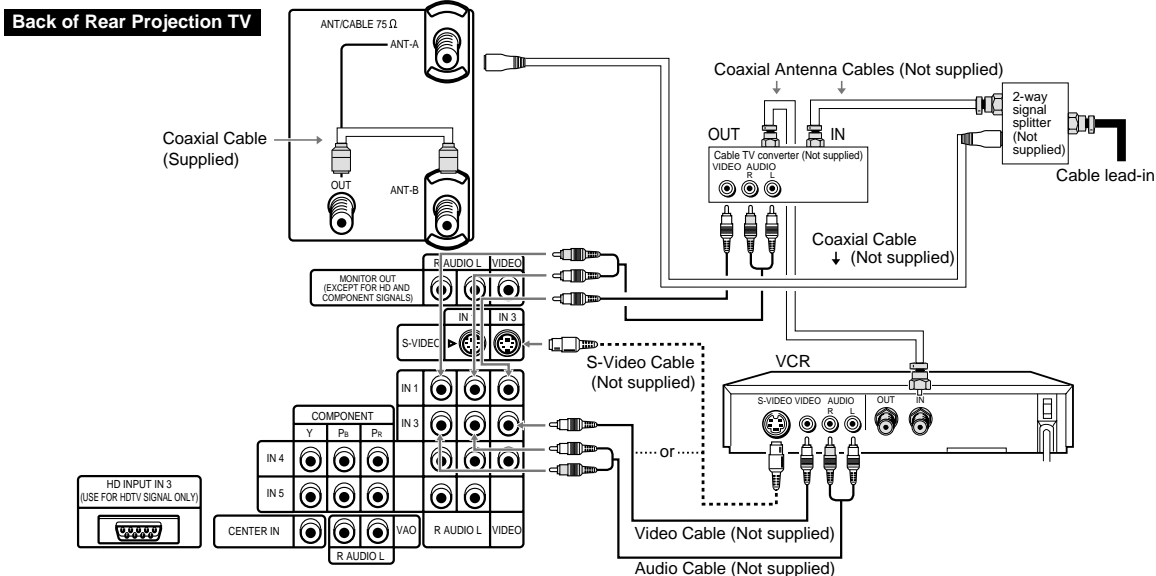 Back of Rear Projection TV
ANT/CABLE 75 Ω
ANT-A
Coaxial Cable
(Supplied)
OUT
ANT-B
Coaxial Antenna Cables (Not supplied)
OUT
IN
Cable TV converter (Not supplied)
VIDEO AUDIO
R L
2-way
signal
splitter
(Not
supplied)
Cable lead-in
Coaxial Cable
(Not supplied)
R AUDIO L
VIDEO
MONITOR OUT
(EXCEPT FOR HD AND
COMPONENT SIGNALS)
IN
IN 3
S-VIDEO
S-Video Cable
(Not supplied)
VCR
S-VIDEO VIDEO AUDIO
R L
OUT
IN
IN 1
IN 3
COMPONENT
Y
PB
PR
IN 4
IN 5
or
HD INPUT IN 3
(USE FOR HDTV SIGNAL ONLY)
CENTER IN
VAO
R AUDIO L
VIDEO
R AUDIO L
Video Cable (Not supplied)
Audio Cable (Not supplied)